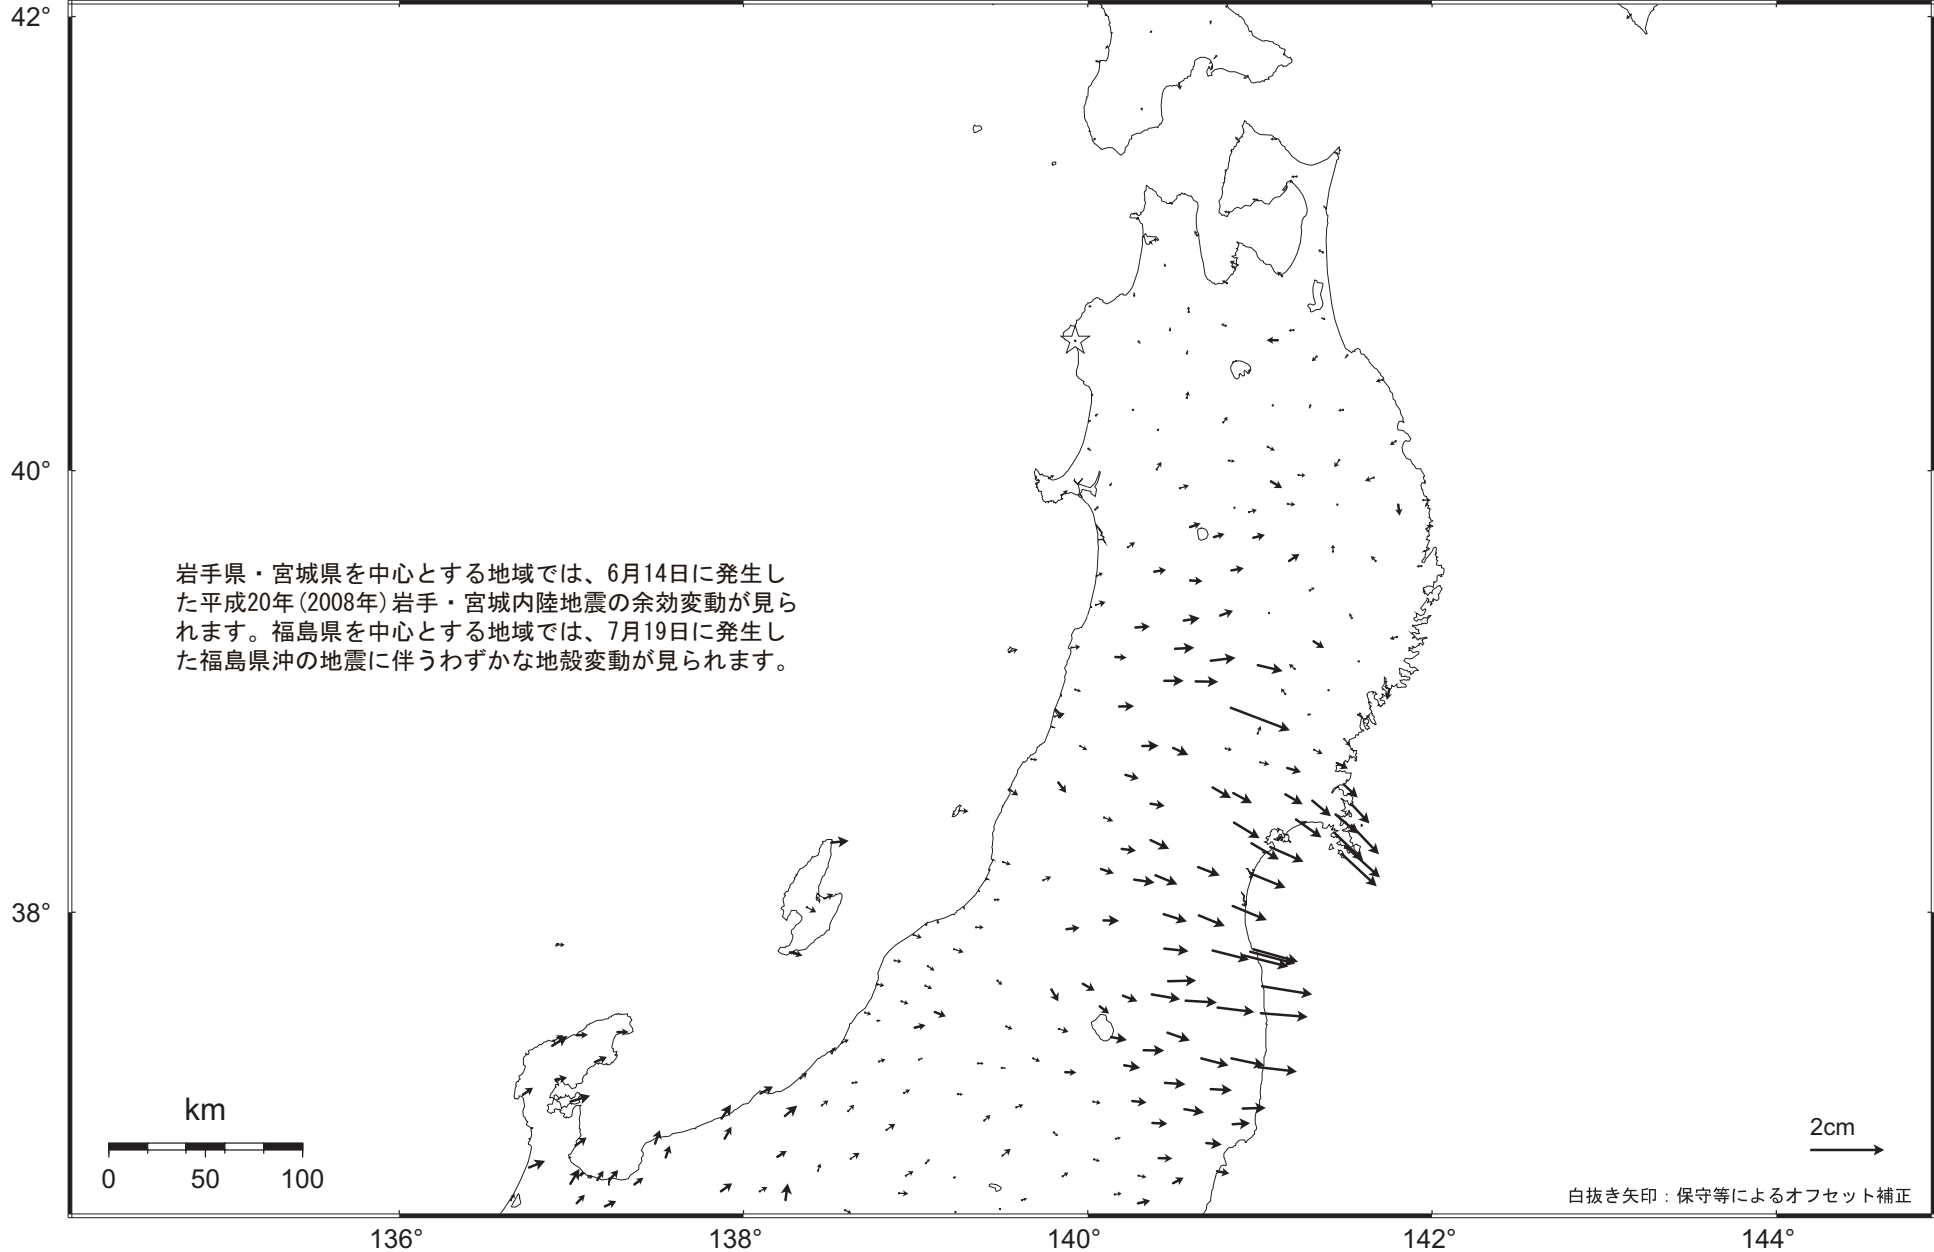 42°
40°
岩手県・宮城県を中心とする地域では、6月14日に発生し
た平成20年(2008年)岩手・宮城内陸地震の余効変動が見ら
れます。福島県を中心とする地域では、7月19日に発生し
た福島県沖の地震に伴うわずかな地殻変動が見られます。
38°
km
0 50 100
2cm
白抜き矢印：保守等によるオフセット補正
136° 138° 140° 142° 144°